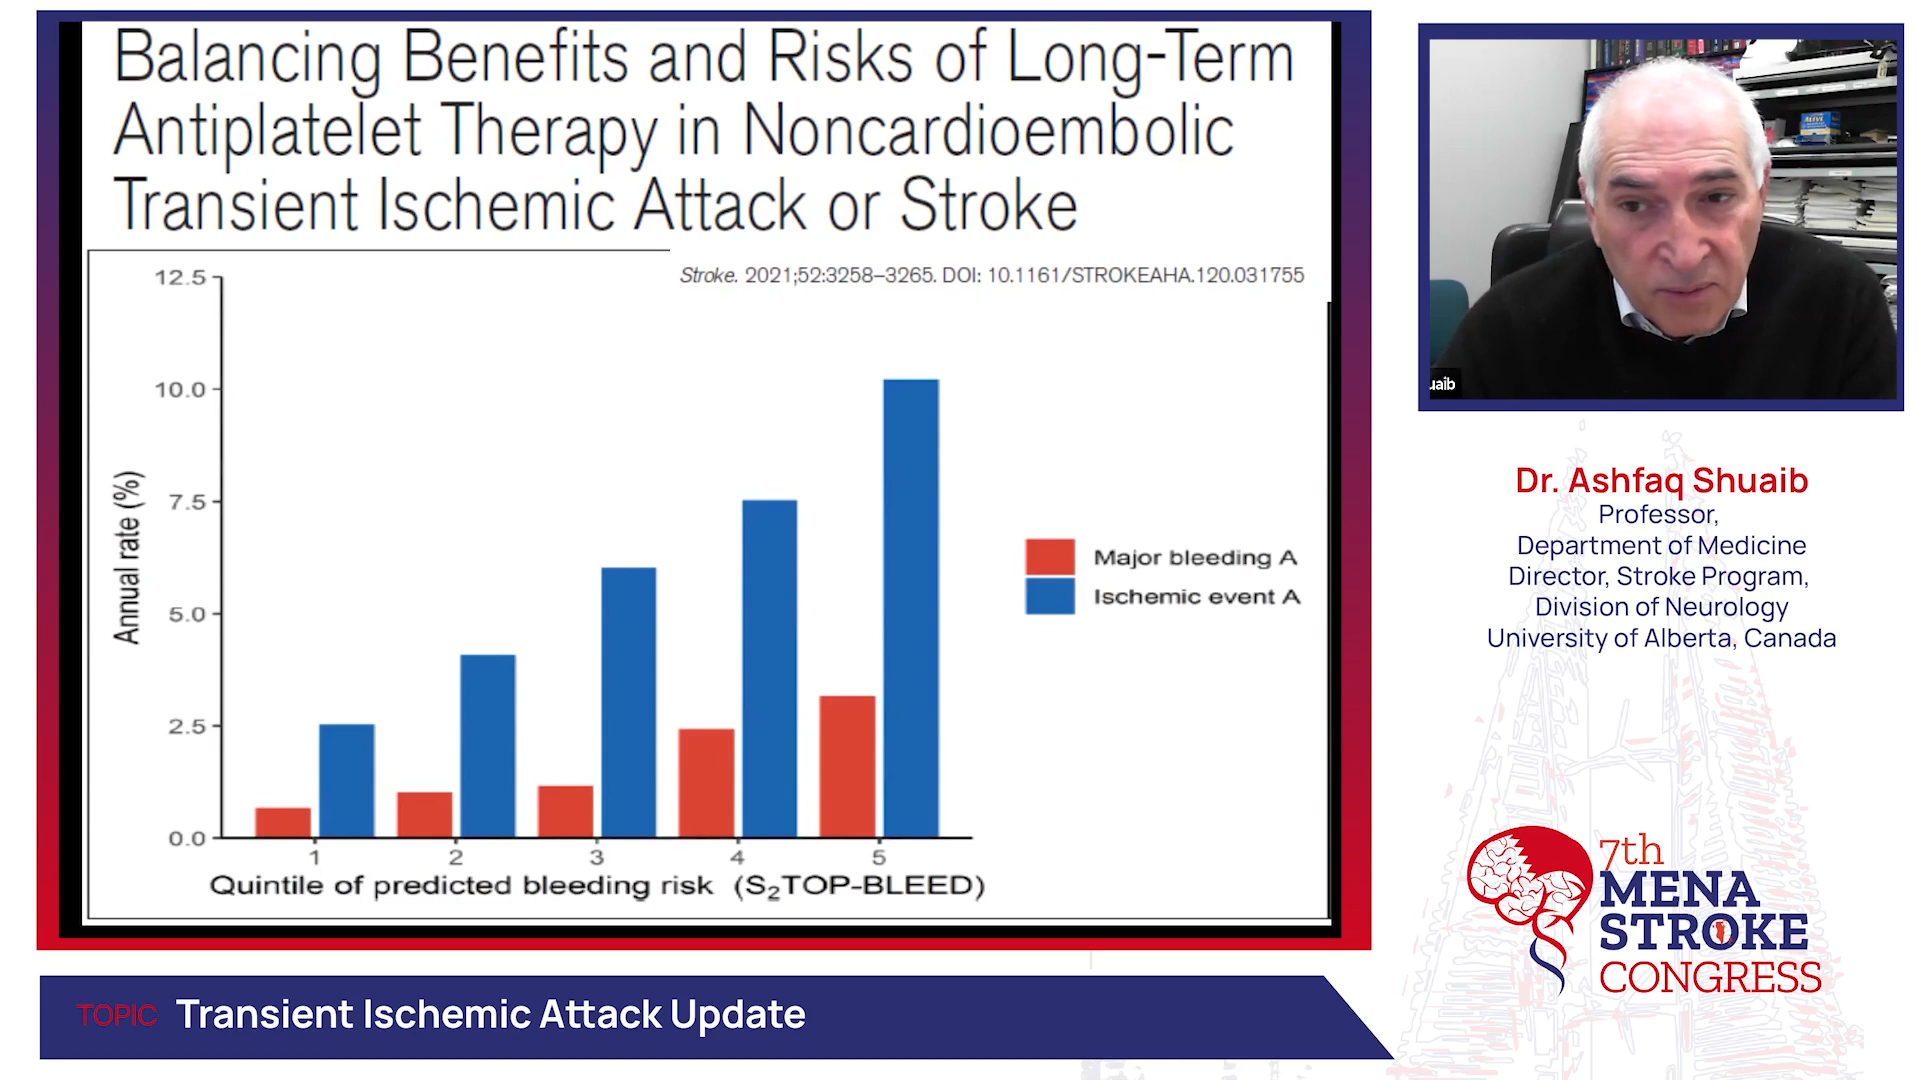 Balancing Benefits and Risks of Long-Term
Antiplatelet Therapy in Noncardioembolic
Transient Ischemic Attack or Stroke
Stroke. 2021;52:3258–3265. DOI: 10.1161/STROKEAHA.120.031755
12.5
10.0
7.5
5.0
2.5
0.0
Annual rate (%)
1 2 3 4 5
Quintile of predicted bleeding risk (S₂TOP-BLEED)
Major bleeding A
Ischemic event A
uaib
Dr. Ashfaq Shuaib
Professor,
Department of Medicine
Director, Stroke Program,
Division of Neurology
University of Alberta, Canada
7th
MENA
STROKE
CONGRESS
TOPIC Transient Ischemic Attack Update